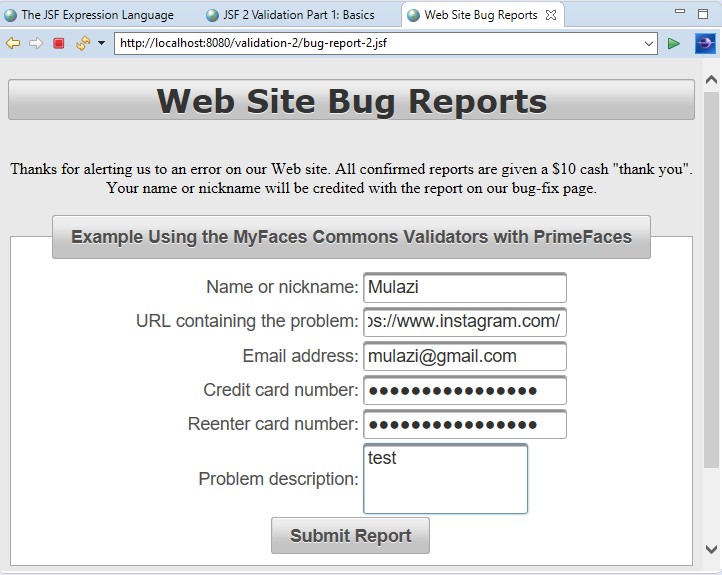 The JSF Expression Language
JSF 2 Validation Part 1: Basics
Web Site Bug Reports
http://localhost:8080/validation-2/bug-report-2.jsf
Web Site Bug Reports
Thanks for alerting us to an error on our Web site. All confirmed reports are given a $10 cash "thank you".
Your name or nickname will be credited with the report on our bug-fix page.
Example Using the MyFaces Commons Validators with PrimeFaces
Name or nickname: Mulazi
URL containing the problem: ps://www.instagram.com/
Email address: mulazi@gmail.com
Credit card number: ●●●●●●●●●●●●●●●●
Reenter card number: ●●●●●●●●●●●●●●●●
Problem description: test
Submit Report